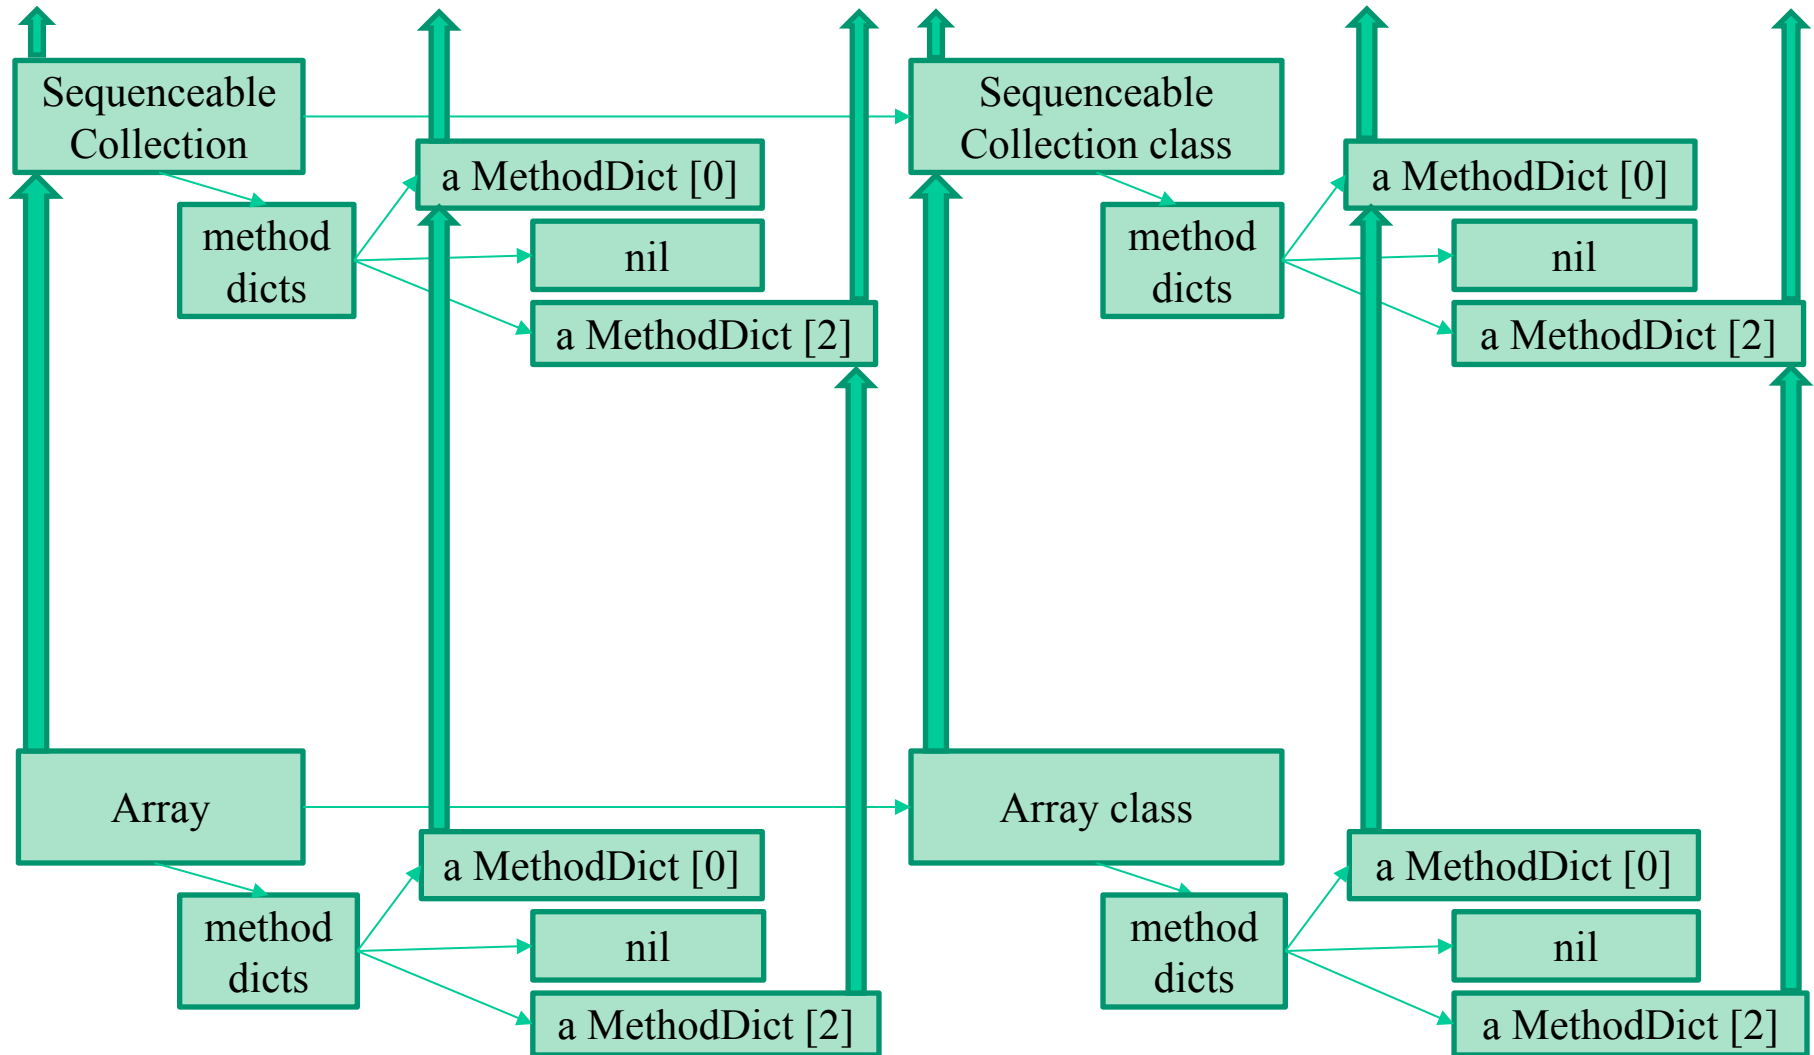 Sequenceable
Collection
Sequenceable
Collection class
a MethodDict [0]
a MethodDict [0]
method
dicts
nil
method
dicts
nil
a MethodDict [2]
a MethodDict [2]
Array
Array class
a MethodDict [0]
a MethodDict [0]
method
dicts
nil
method
dicts
nil
a MethodDict [2]
a MethodDict [2]